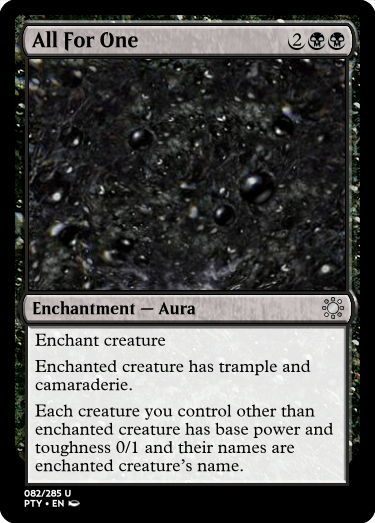 All For One 2
Enchantment — Aura
Enchant creature
Enchanted creature has trample and
camaraderie.
Each creature you control other than
enchanted creature has base power and
toughness 0/1 and their names are
enchanted creature's name.
082/285 U
PTY • EN